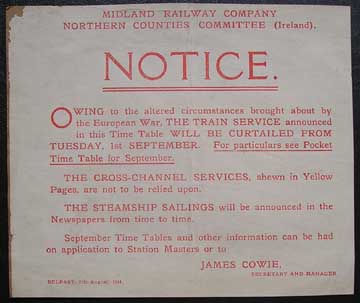 MIDLAND RAILWAY COMPANY
NORTHERN COUNTIES COMMITTEE (Ireland).
NOTICE.
OWING to the altered circumstances brought about by
the European War, THE TRAIN SERVICE announced
in this Time Table WILL BE CURTAILED FROM
TUESDAY, 1st SEPTEMBER. For particulars see Pocket
Time Table for September.
THE CROSS-CHANNEL SERVICES, shewn in Yellow
Pages, are not to be relied upon.
THE STEAMSHIP SAILINGS will be announced in the
Newspapers from time to time.
September Time Tables and other information can be had
on application to Station Masters or to
JAMES COWIE,
SECRETARY AND MANAGER.
BELFAST, August, 1914.